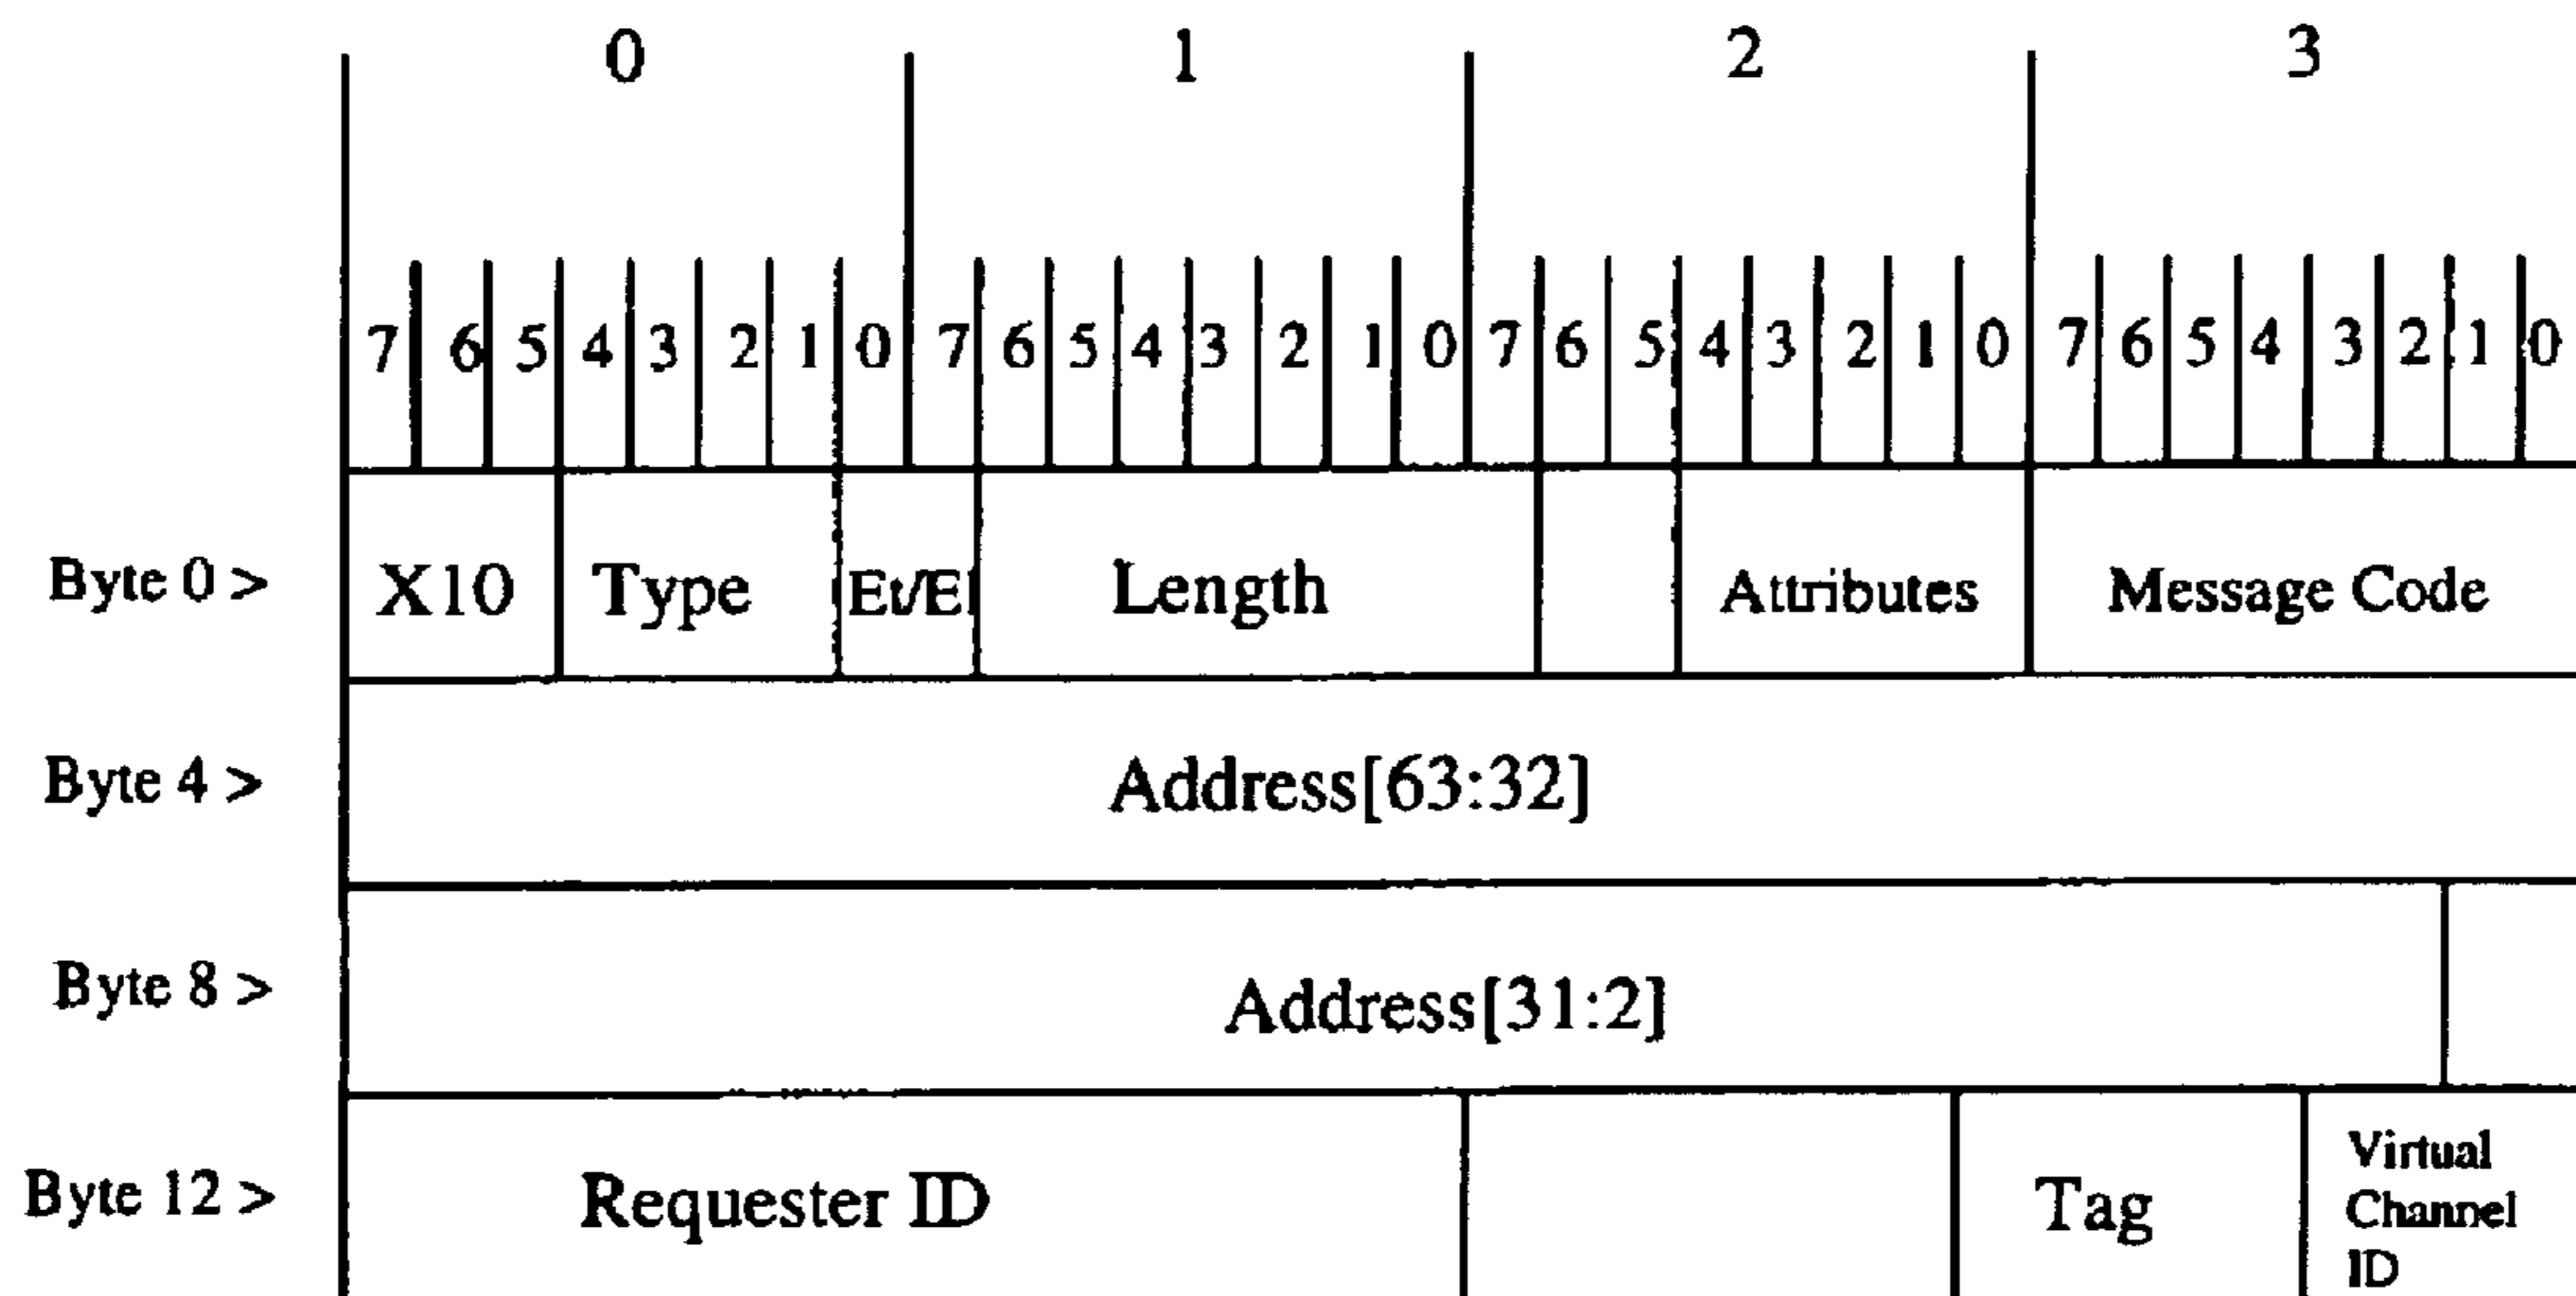 0 1 2 3
7 6 5 4 3 2 1 0 7 6 5 4 3 2 1 0 7 6 5 4 3 2 1 0 7 6 5 4 3 2 1 0
Byte 0 > X10 Type Et/El Length Attributes Message Code
Byte 4 > Address[63:32]
Byte 8 > Address[31:2]
Byte 12 > Requester ID Tag Virtual
Channel
ID